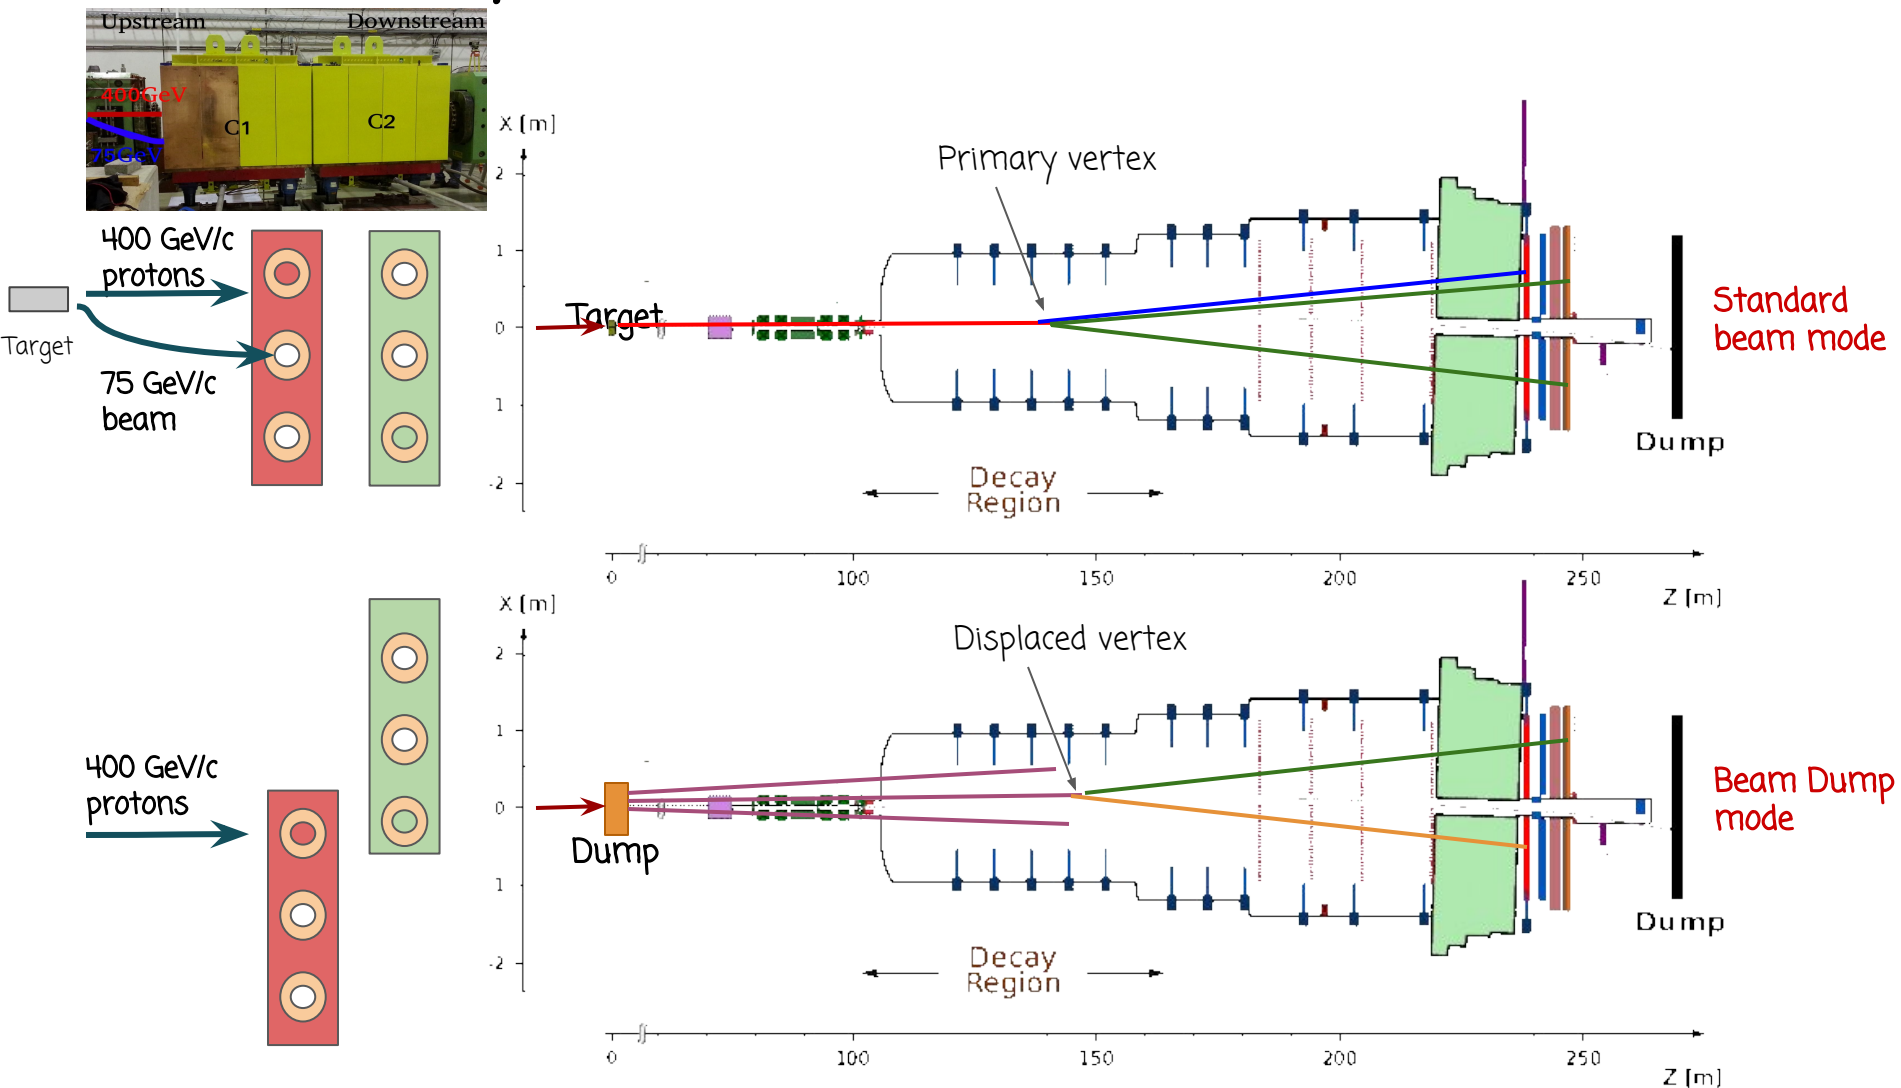 Upstream
Downstream
400GeV
75GeV
C1
C2
400 GeV/c
protons
Target
75 GeV/c
beam
X [m]
2
1
0
1
-2
Target
Primary vertex
Decay
Region
Dump
Standard
beam mode
0
100
150
200
250
Z [m]
400 GeV/c
protons
X [m]
2
1
0
1
-2
Dump
Displaced vertex
Decay
Region
Dump
Beam Dump
mode
0
100
150
200
250
Z [m]